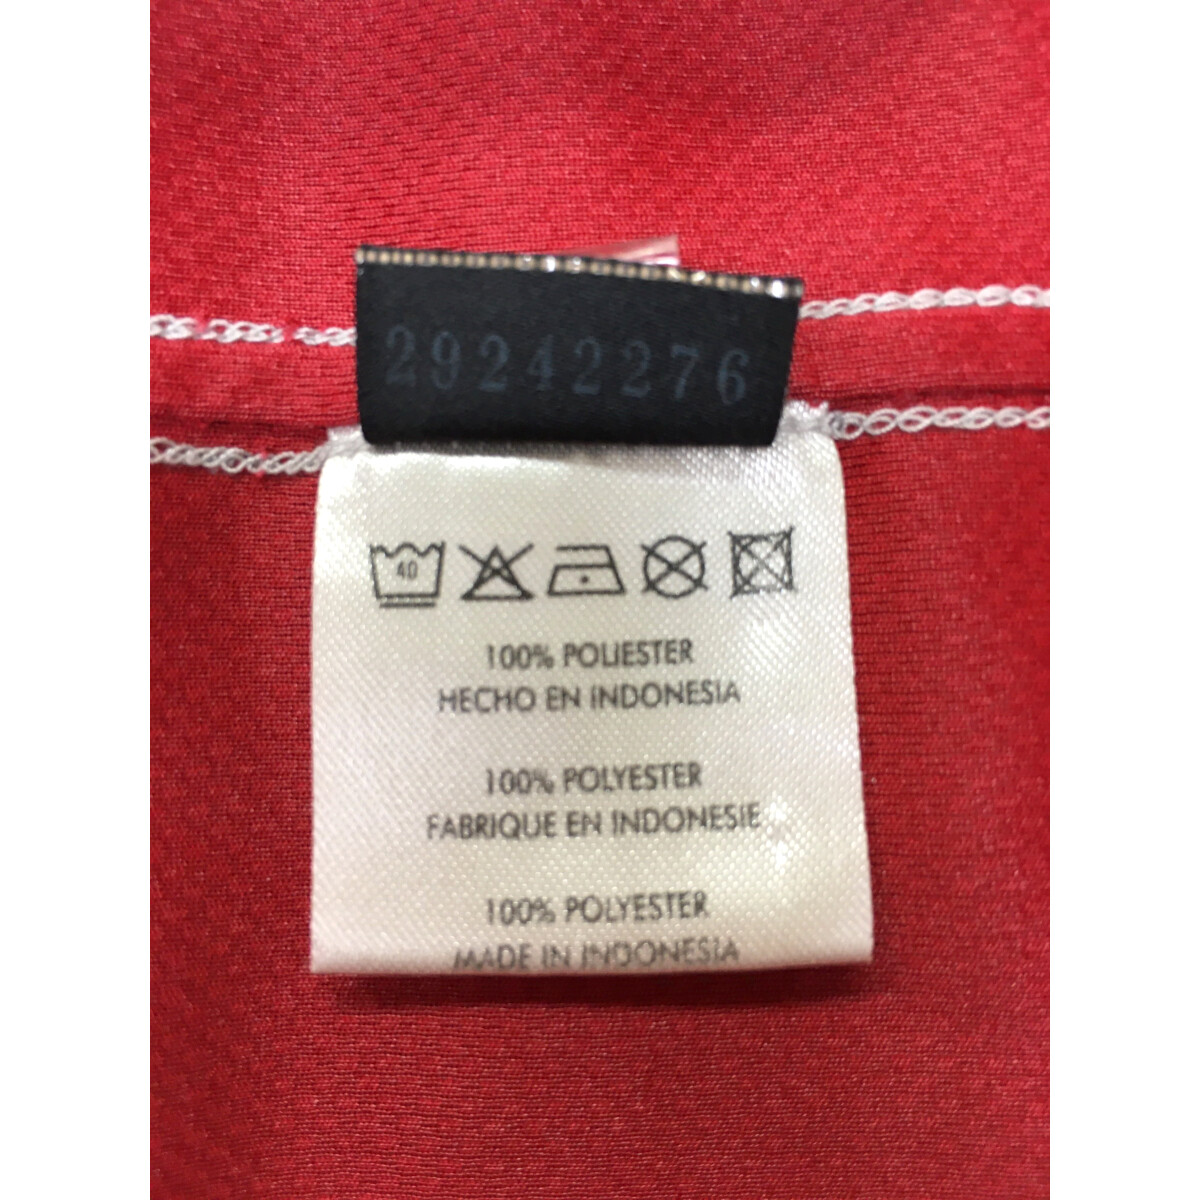 29242276
40
100% POLIESTER
HECHO EN INDONESIA
100% POLYESTER
FABRIQUE EN INDONESIE
100% POLYESTER
MADE IN INDONESIA